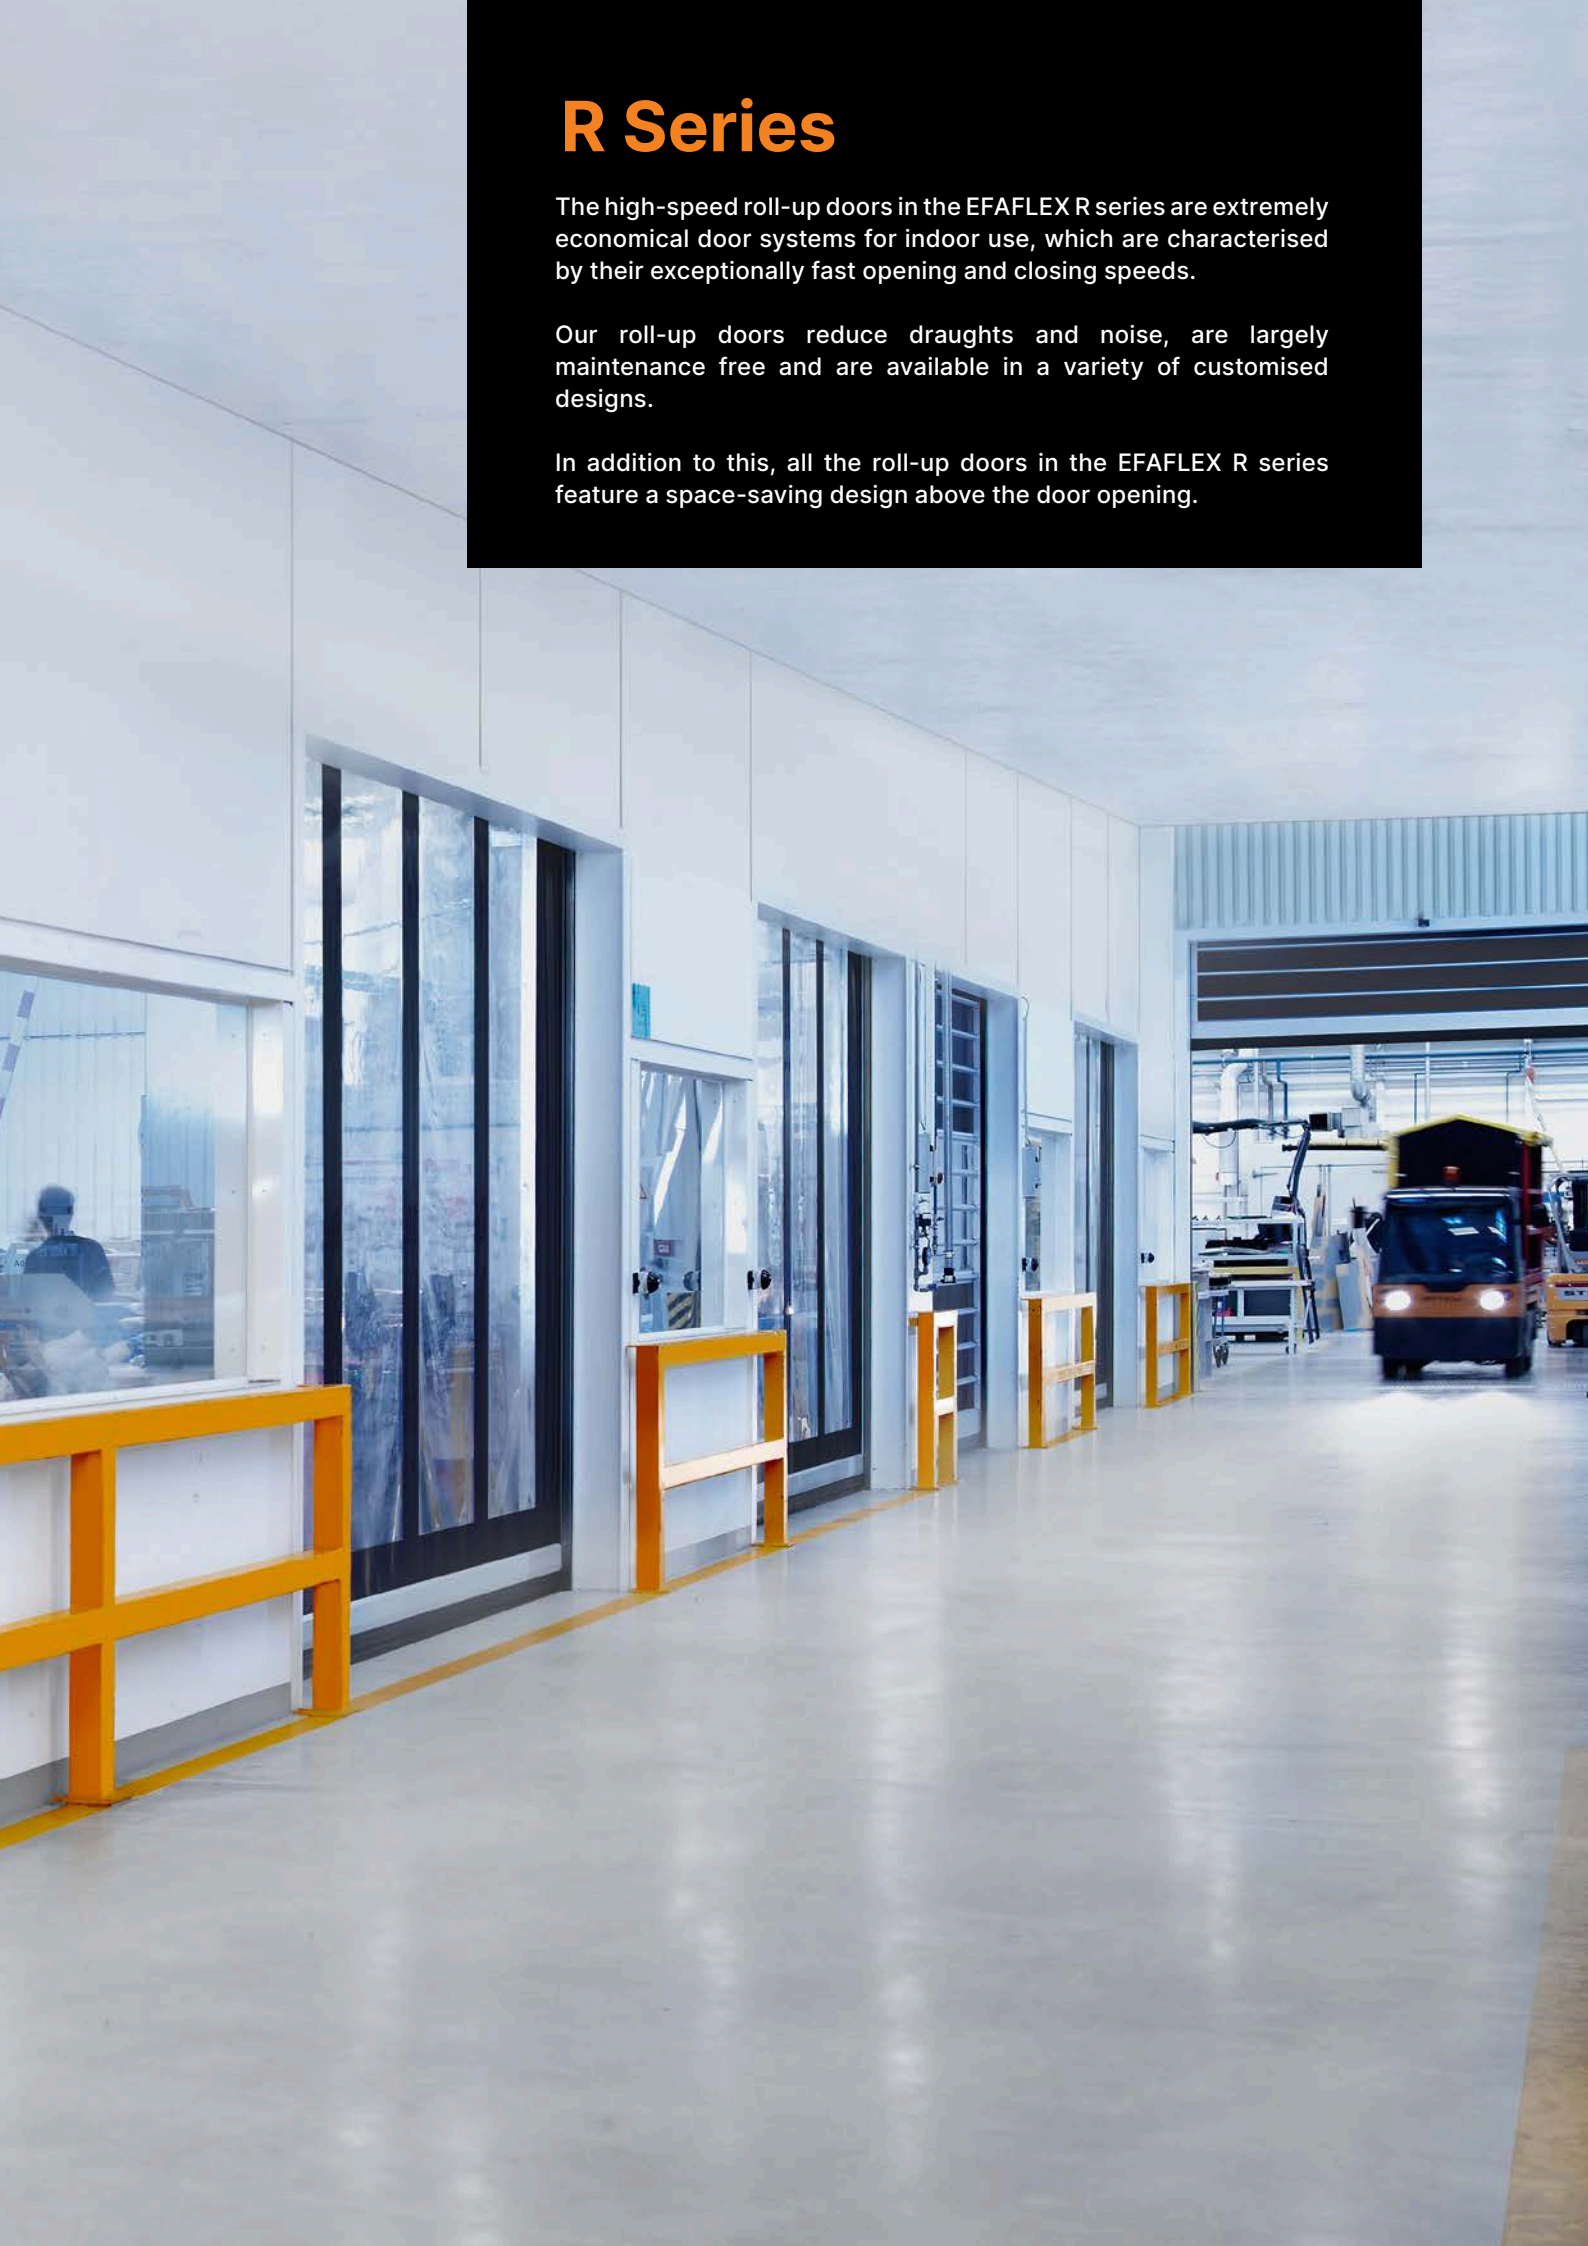 R Series
The high-speed roll-up doors in the EFAFLEX R series are extremely
economical door systems for indoor use, which are characterised
by their exceptionally fast opening and closing speeds.
Our roll-up doors reduce draughts and noise, are largely
maintenance free and are available in a variety of customised
designs.
In addition to this, all the roll-up doors in the EFAFLEX R series
feature a space-saving design above the door opening.